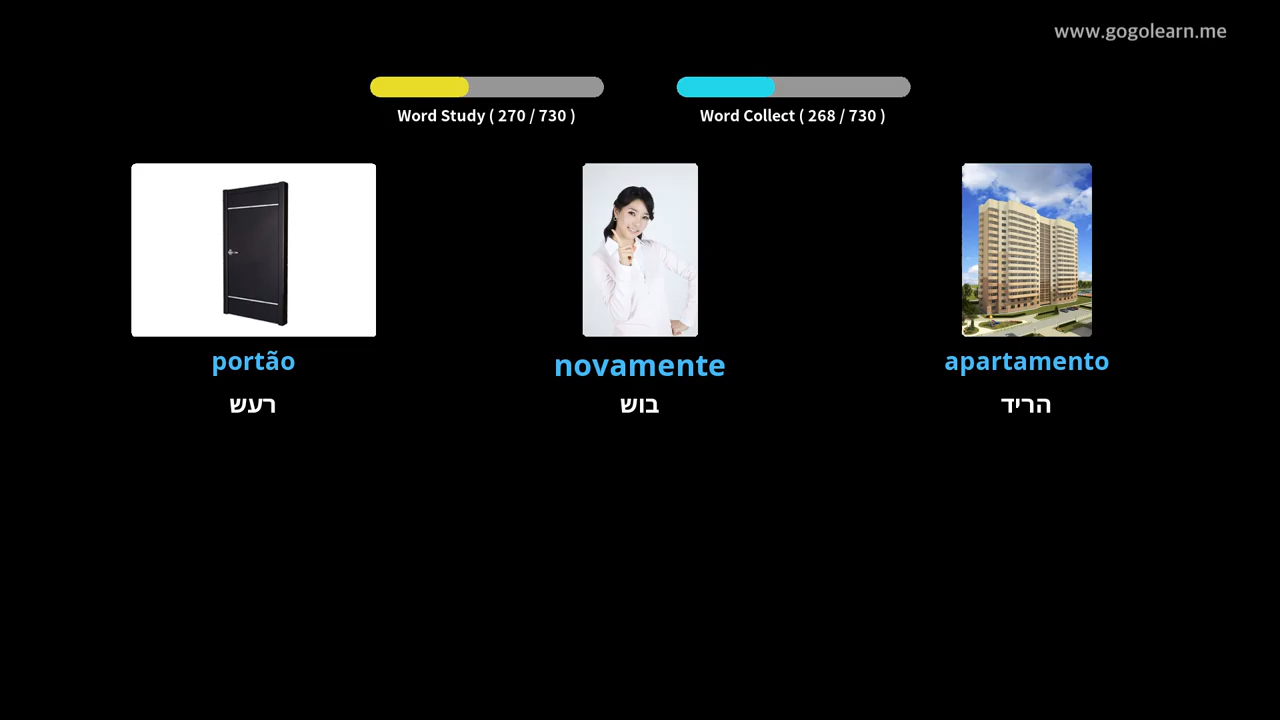 www.gogolearn.me
Word Study ( 270 / 730 )
Word Collect ( 268 / 730 )
portão
רעש
novamente
בוש
apartamento
הריד